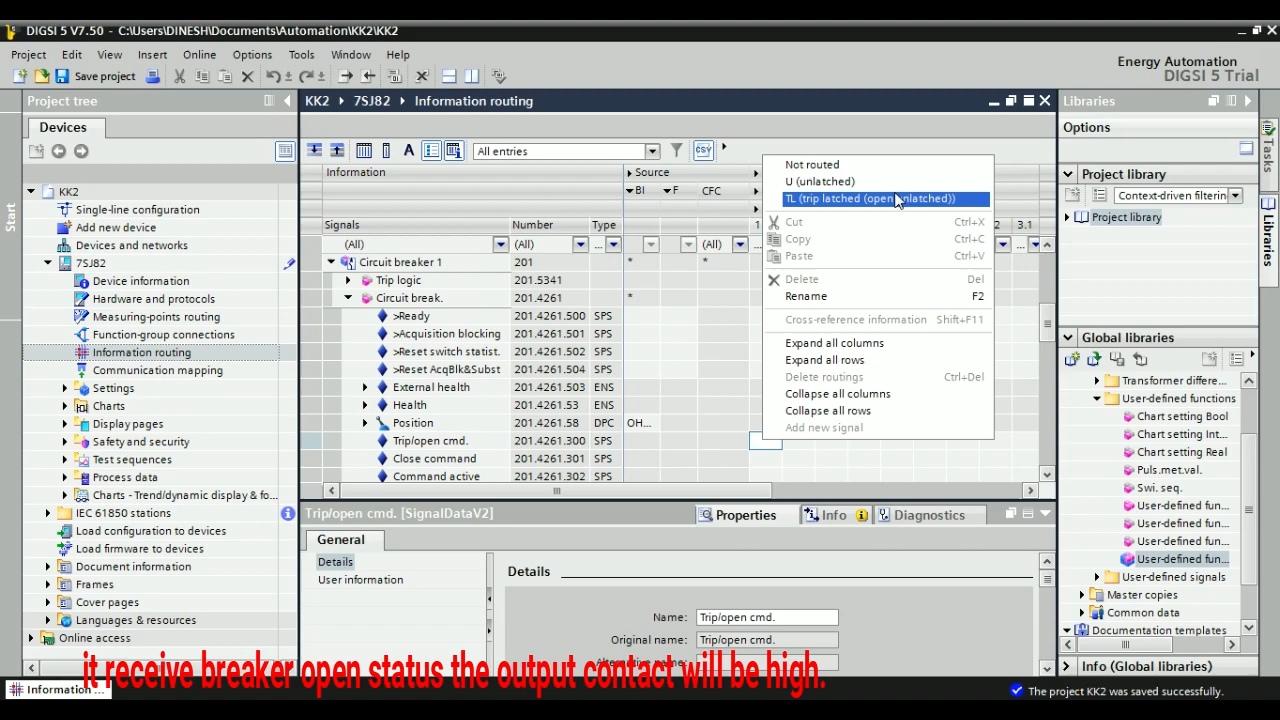 DIGSI 5 V7.50 - C:\Users\DINESH\Documents\Automation\KK2\KK2
Project Edit View Insert Online Options Tools Window Help
Energy Automation
DIGSI 5 Trial
Save project
Project tree
KK2 7SJ82 Information routing
Libraries
Devices
Options
All entries
CSV
Not routed
U (unlatched)
TL (trip latched (open unlatched))
Cut Ctrl+X
Copy Ctrl+C
Paste
Delete Del
Rename F2
Cross-reference information Shift+F11
Expand all columns
Expand all rows
Delete routings Ctrl+Del
Collapse all columns
Collapse all rows
Add new signal
Start
KK2
Single-line configuration
Add new device
Devices and networks
7SJ82
Device information
Hardware and protocols
Measuring-points routing
Function-group connections
Information routing
Communication mapping
Settings
Charts
Display pages
Safety and security
Test sequences
Process data
Charts - Trend/dynamic display & fo...
IEC 61850 stations
Load configuration to devices
Load firmware to devices
Document information
Frames
Cover pages
Languages & resources
Online access
Information Source
BI F CFC
1 2 3.1
Signals Number Type
(All) (All) ... (All) ...
Circuit breaker 1 201 * *
Trip logic 201.5341
Circuit break. 201.4261 *
>Ready 201.4261.500 SPS
>Acquisition blocking 201.4261.501 SPS
>Reset switch statist. 201.4261.502 SPS
>Reset AcqBlk&Subst 201.4261.504 SPS
External health 201.4261.503 ENS
Health 201.4261.53 ENS
Position 201.4261.58 DPC OH...
Trip/open cmd. 201.4261.300 SPS
Close command 201.4261.301 SPS
Command active 201.4261.302 SPS
Trip/open cmd. [SignalDataV2]
Properties Info Diagnostics
General
Details
User information
Details
Name: Trip/open cmd.
Original name: Trip/open cmd.
Project library
Context-driven filterin
Project library
Global libraries
Transformer differe...
User-defined functions
Chart setting Bool
Chart setting Int...
Chart setting Real
Puls.met.val.
Swi. seq.
User-defined fun...
User-defined fun...
User-defined fun...
User-defined fun...
User-defined signals
Master copies
Common data
Documentation templates
Info (Global libraries)
Tasks
Libraries
it receive breaker open status the output contact will be high.
Information ...
The project KK2 was saved successfully.